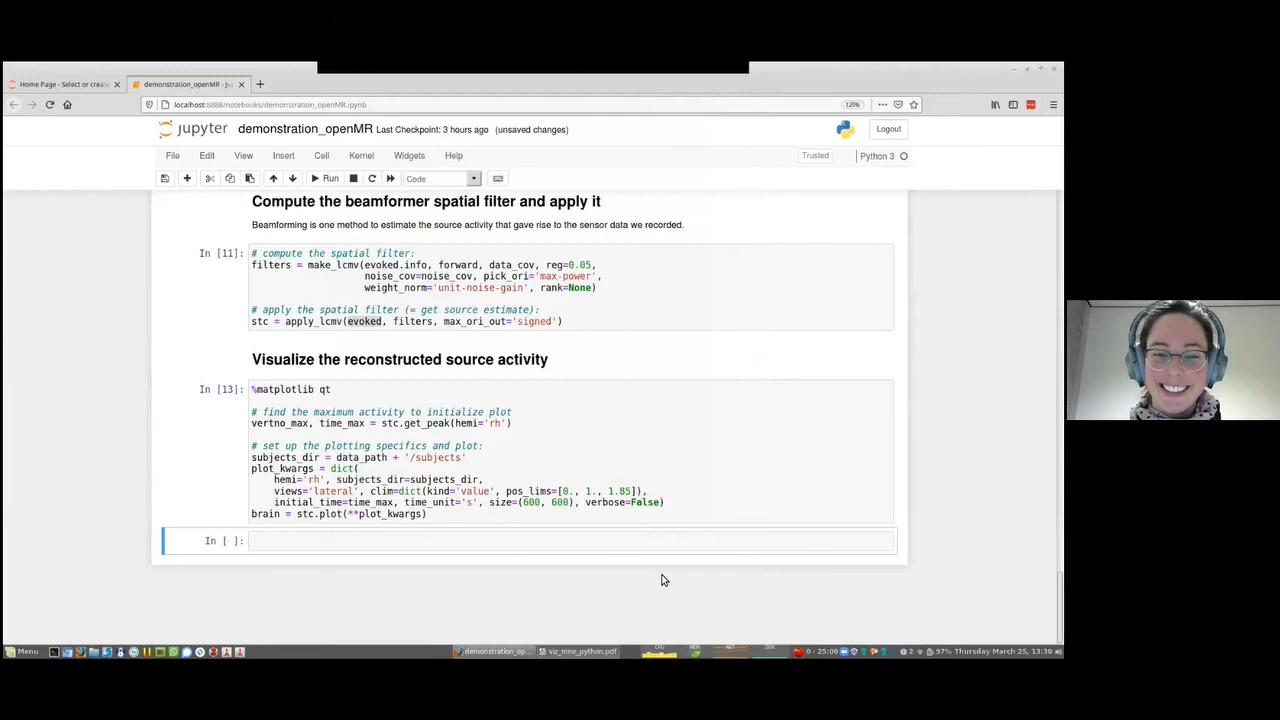 Home Page - Select or create
demonstration_openMR - Ju
localhost:8888/notebooks/demonstration_openMR.ipynb
120%
jupyter
demonstration_openMR Last Checkpoint: 3 hours ago (unsaved changes)
Logout
File Edit View Insert Cell Kernel Widgets Help
Trusted
Python 3
Run
Code
Compute the beamformer spatial filter and apply it
Beamforming is one method to estimate the source activity that gave rise to the sensor data we recorded.
In [11]:
# compute the spatial filter:
filters = make_lcmv(evoked.info, forward, data_cov, reg=0.05,
noise_cov=noise_cov, pick_ori='max-power',
weight_norm='unit-noise-gain', rank=None)
# apply the spatial filter (= get source estimate):
stc = apply_lcmv(evoked, filters, max_ori_out='signed')
Visualize the reconstructed source activity
In [13]:
%matplotlib qt
# find the maximum activity to initialize plot
vertno_max, time_max = stc.get_peak(hemi='rh')
# set up the plotting specifics and plot:
subjects_dir = data_path + '/subjects'
plot_kwargs = dict(
hemi='rh', subjects_dir=subjects_dir,
views='lateral', clim=dict(kind='value', pos_lims=[0., 1., 1.85]),
initial_time=time_max, time_unit='s', size=(600, 600), verbose=False)
brain = stc.plot(**plot_kwargs)
In [ ]:
Menu
demonstration_op...
viz_mne_python.pdf
CPU
MEM
NET
DSK
0 - 25:00
2
97% Thursday March 25, 13:30